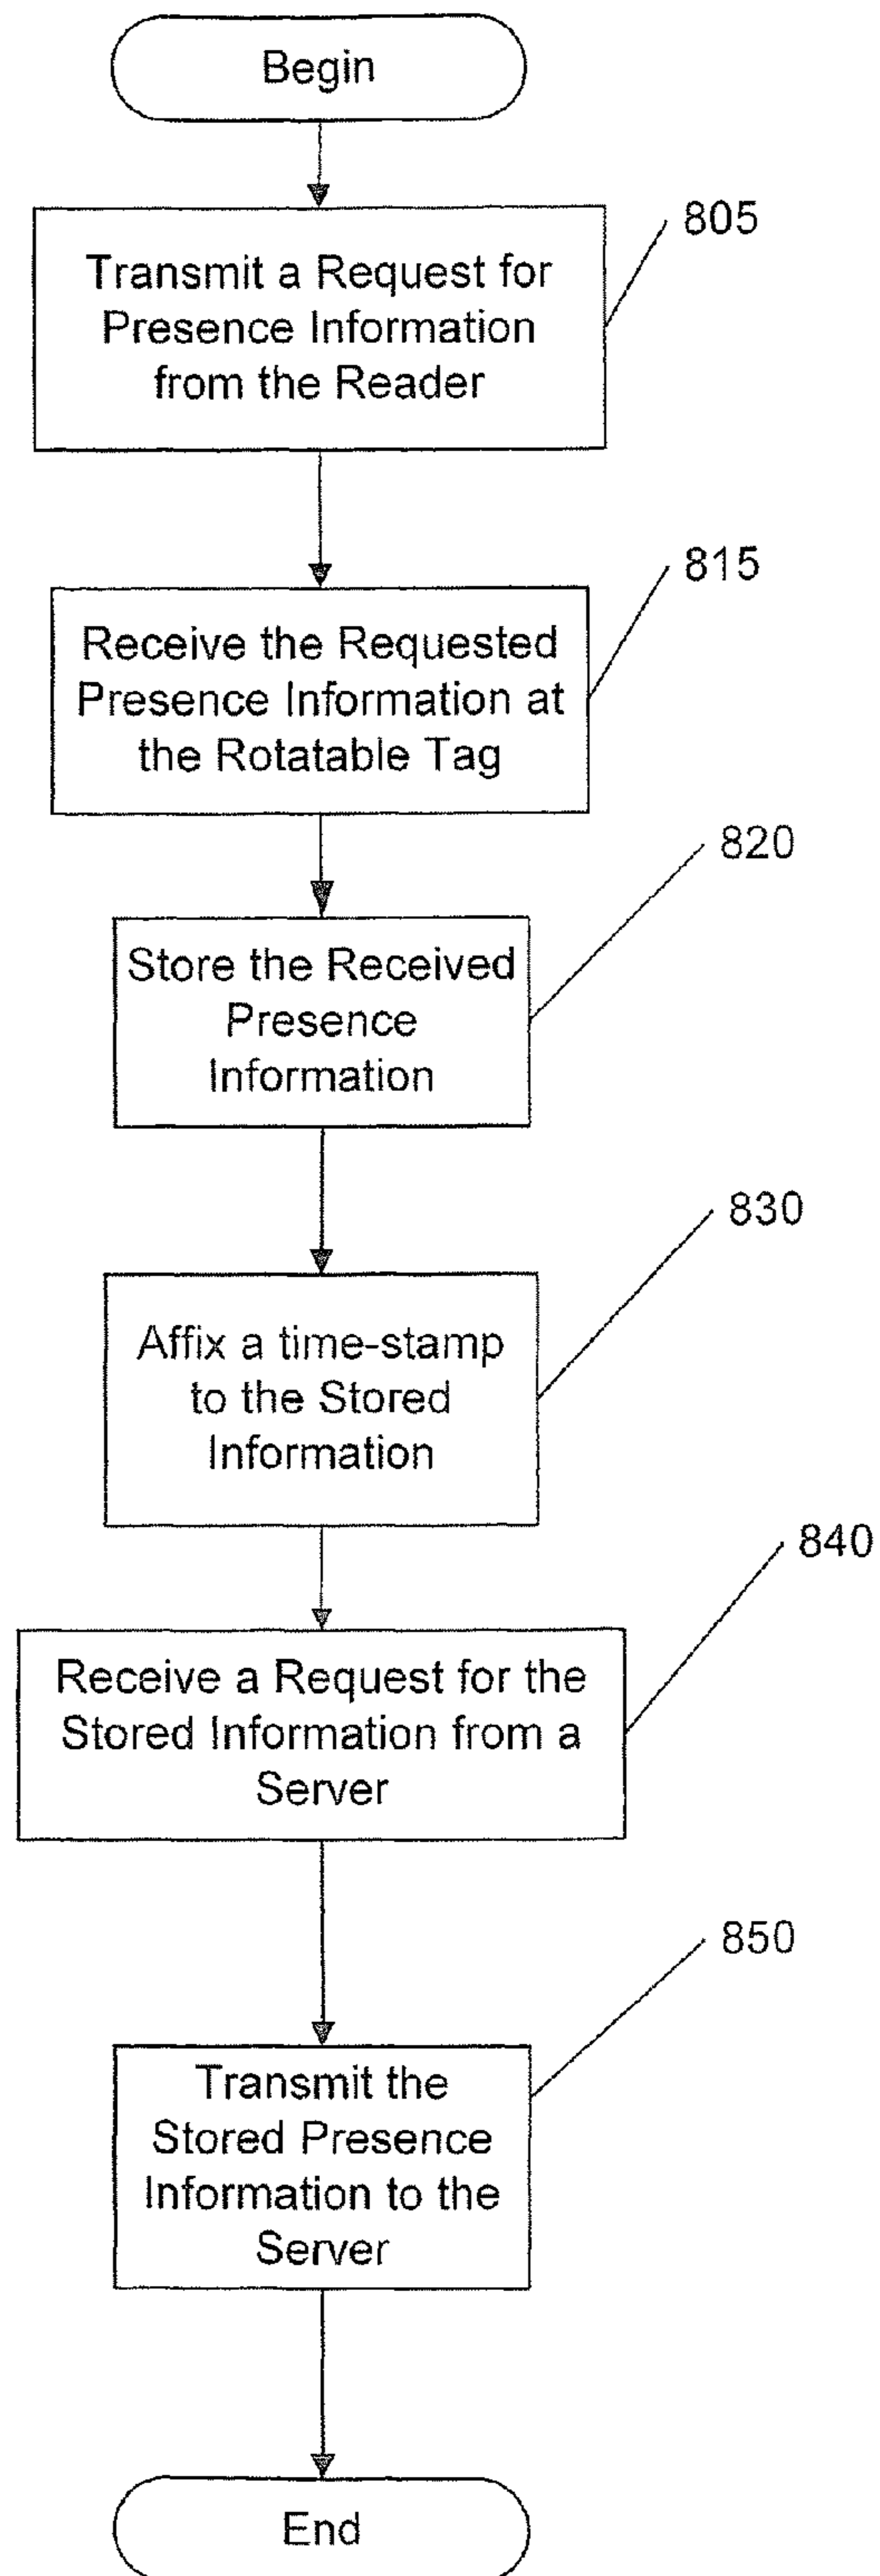 Begin
805
Transmit a Request for
Presence Information
from the Reader
815
Receive the Requested
Presence Information at
the Rotatable Tag
820
Store the Received
Presence
Information
830
Affix a time-stamp
to the Stored
Information
840
Receive a Request for the
Stored Information from a
Server
850
Transmit the
Stored Presence
Information to the
Server
End